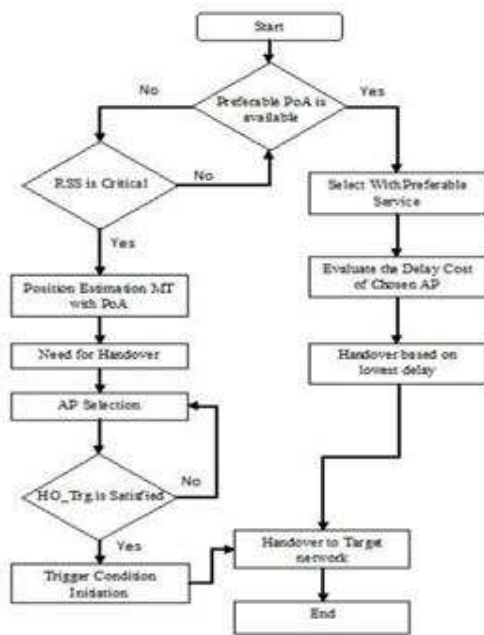 Start
No
Preferable PoA is
available
Yes
RSS is Critical
No
Select With Preferable
Service
Yes
Position Estimation MT
with PoA
Evaluate the Delay Cost
of Chosen AP
Need for Handover
Handover based on
lowest delay
AP Selection
HO_Trg.is Satisfied
No
Yes
Handover to Target
network
Trigger Condition
Initiation
End